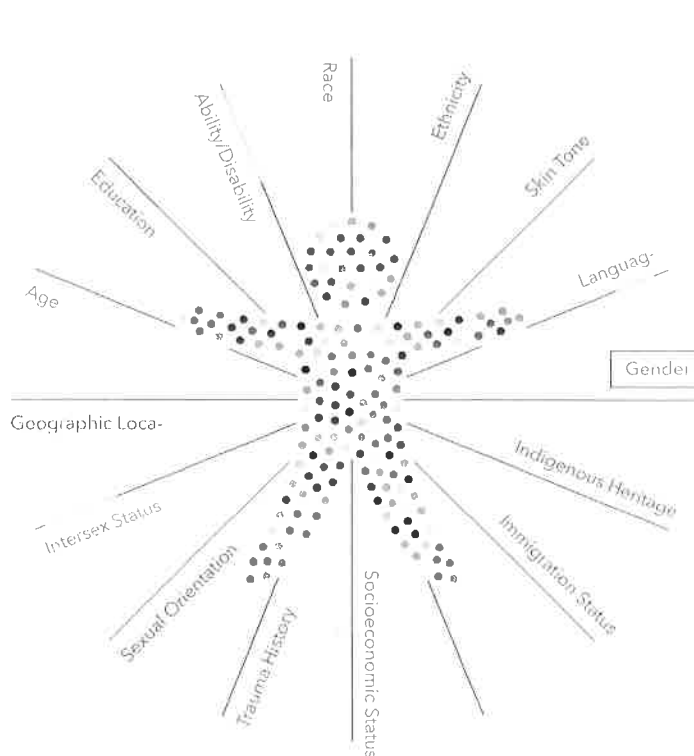 Race
Ethnicity
Skin Tone
Languag-
Gender
Indigenous Heritage
Immigration Status
Socioeconomic Status
Trauma History
Sexual Orientation
Intersex Status
Geographic Loca-
Age
Education
Ability/Disability